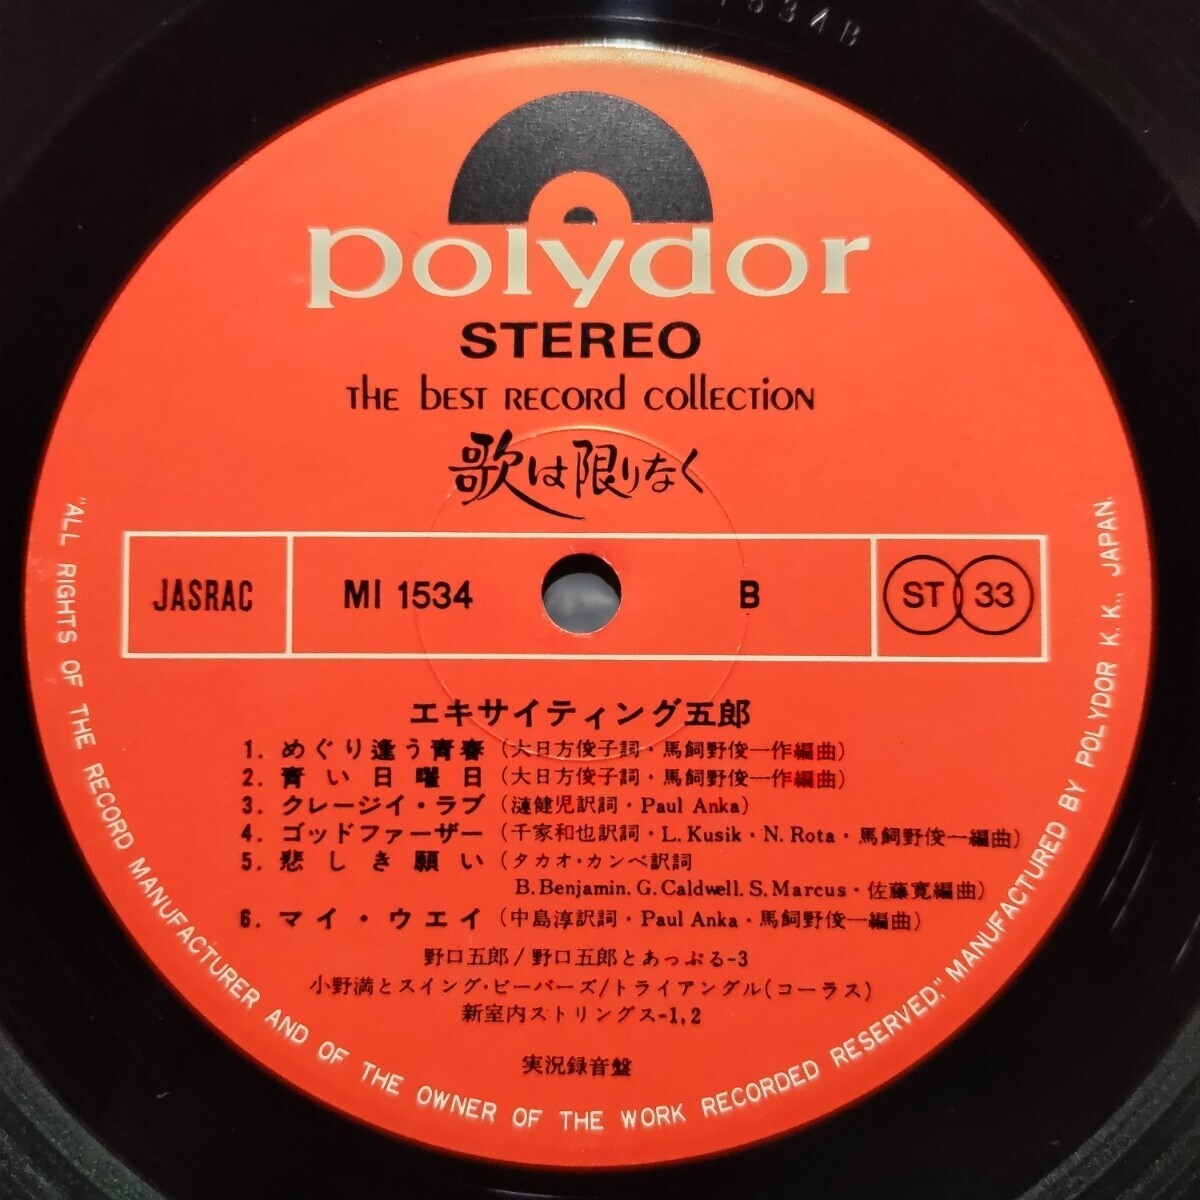 1534B
polydor
STEREO
THE bEST RECORd COllECTiON
歌は限りなく
JASRAC
MI 1534
B
ST 33
エキサイティング五郎
1. めぐり逢う青春(大日方俊子詞・馬飼野俊一作編曲)
2. 青い日曜日(大日方俊子詞・馬飼野俊一作編曲)
3. クレージイ・ラブ(漣健児訳詞・Paul Anka)
4. ゴッドファーザー(千家和也訳詞・L. Kusik・N. Rota・馬飼野俊一編曲)
5. 悲しき願い(タカオ・カンベ訳詞
B. Benjamin. G. Caldwell. S. Marcus・佐藤寛編曲)
6. マイ・ウエイ(中島淳訳詞・Paul Anka・馬飼野俊一編曲)
野口五郎/野口五郎とあっぷる-3
小野満とスイング・ビーバーズ/トライアングル(コーラス)
新室内ストリングス-1,2
実況録音盤
"ALL RIGHTS OF THE RECORD MANUFACTURER AND OF THE OWNER OF THE WORK RECORDED RESERVED," MANUFACTURED BY POLYDOR K.K., JAPAN.